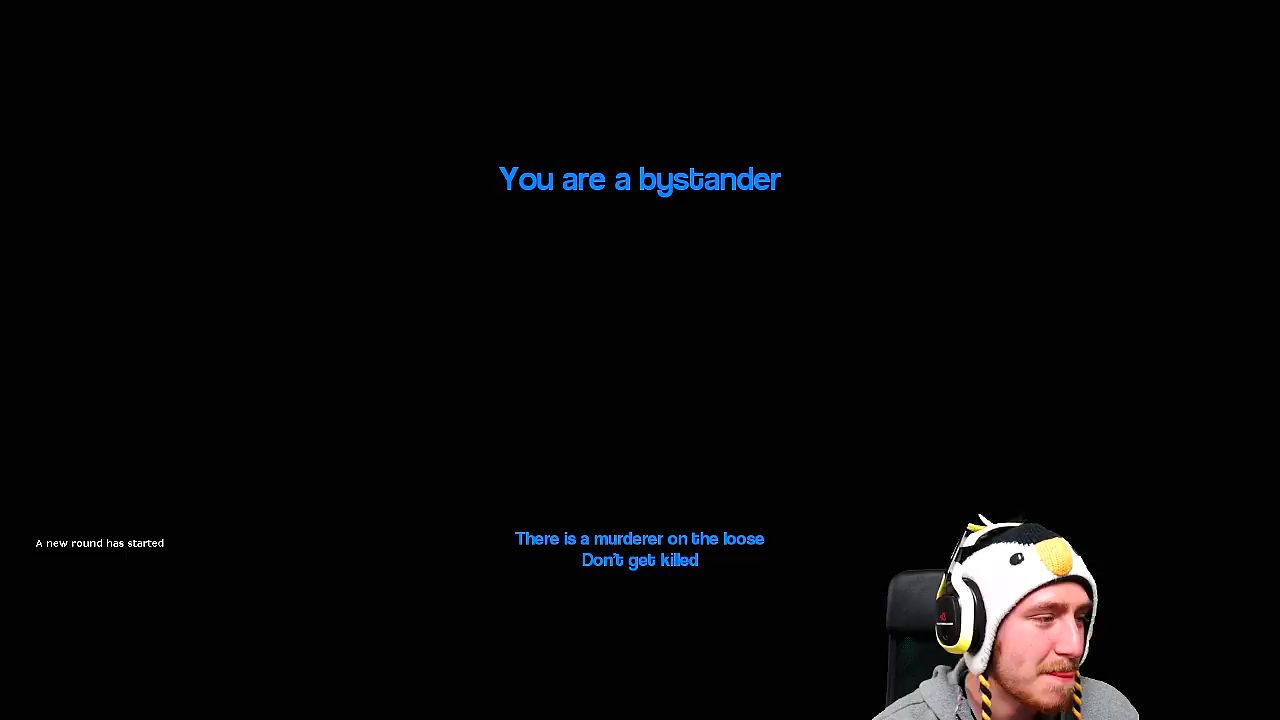 You are a bystander
A new round has started
There is a murderer on the loose
Don't get killed